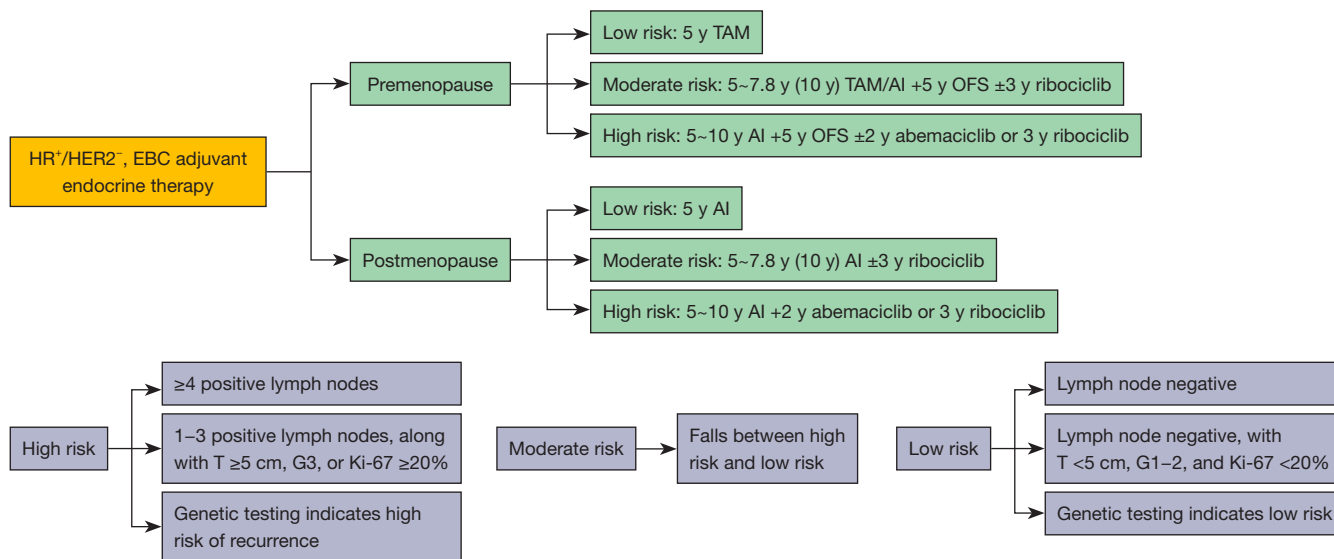 HR⁺/HER2⁻, EBC adjuvant
endocrine therapy
Premenopause
Low risk: 5 y TAM
Moderate risk: 5~7.8 y (10 y) TAM/AI +5 y OFS ±3 y ribociclib
High risk: 5~10 y AI +5 y OFS ±2 y abemaciclib or 3 y ribociclib
Postmenopause
Low risk: 5 y AI
Moderate risk: 5~7.8 y (10 y) AI ±3 y ribociclib
High risk: 5~10 y AI +2 y abemaciclib or 3 y ribociclib
High risk
≥4 positive lymph nodes
1–3 positive lymph nodes, along
with T ≥5 cm, G3, or Ki-67 ≥20%
Genetic testing indicates high
risk of recurrence
Moderate risk
Falls between high
risk and low risk
Low risk
Lymph node negative
Lymph node negative, with
T <5 cm, G1–2, and Ki-67 <20%
Genetic testing indicates low risk